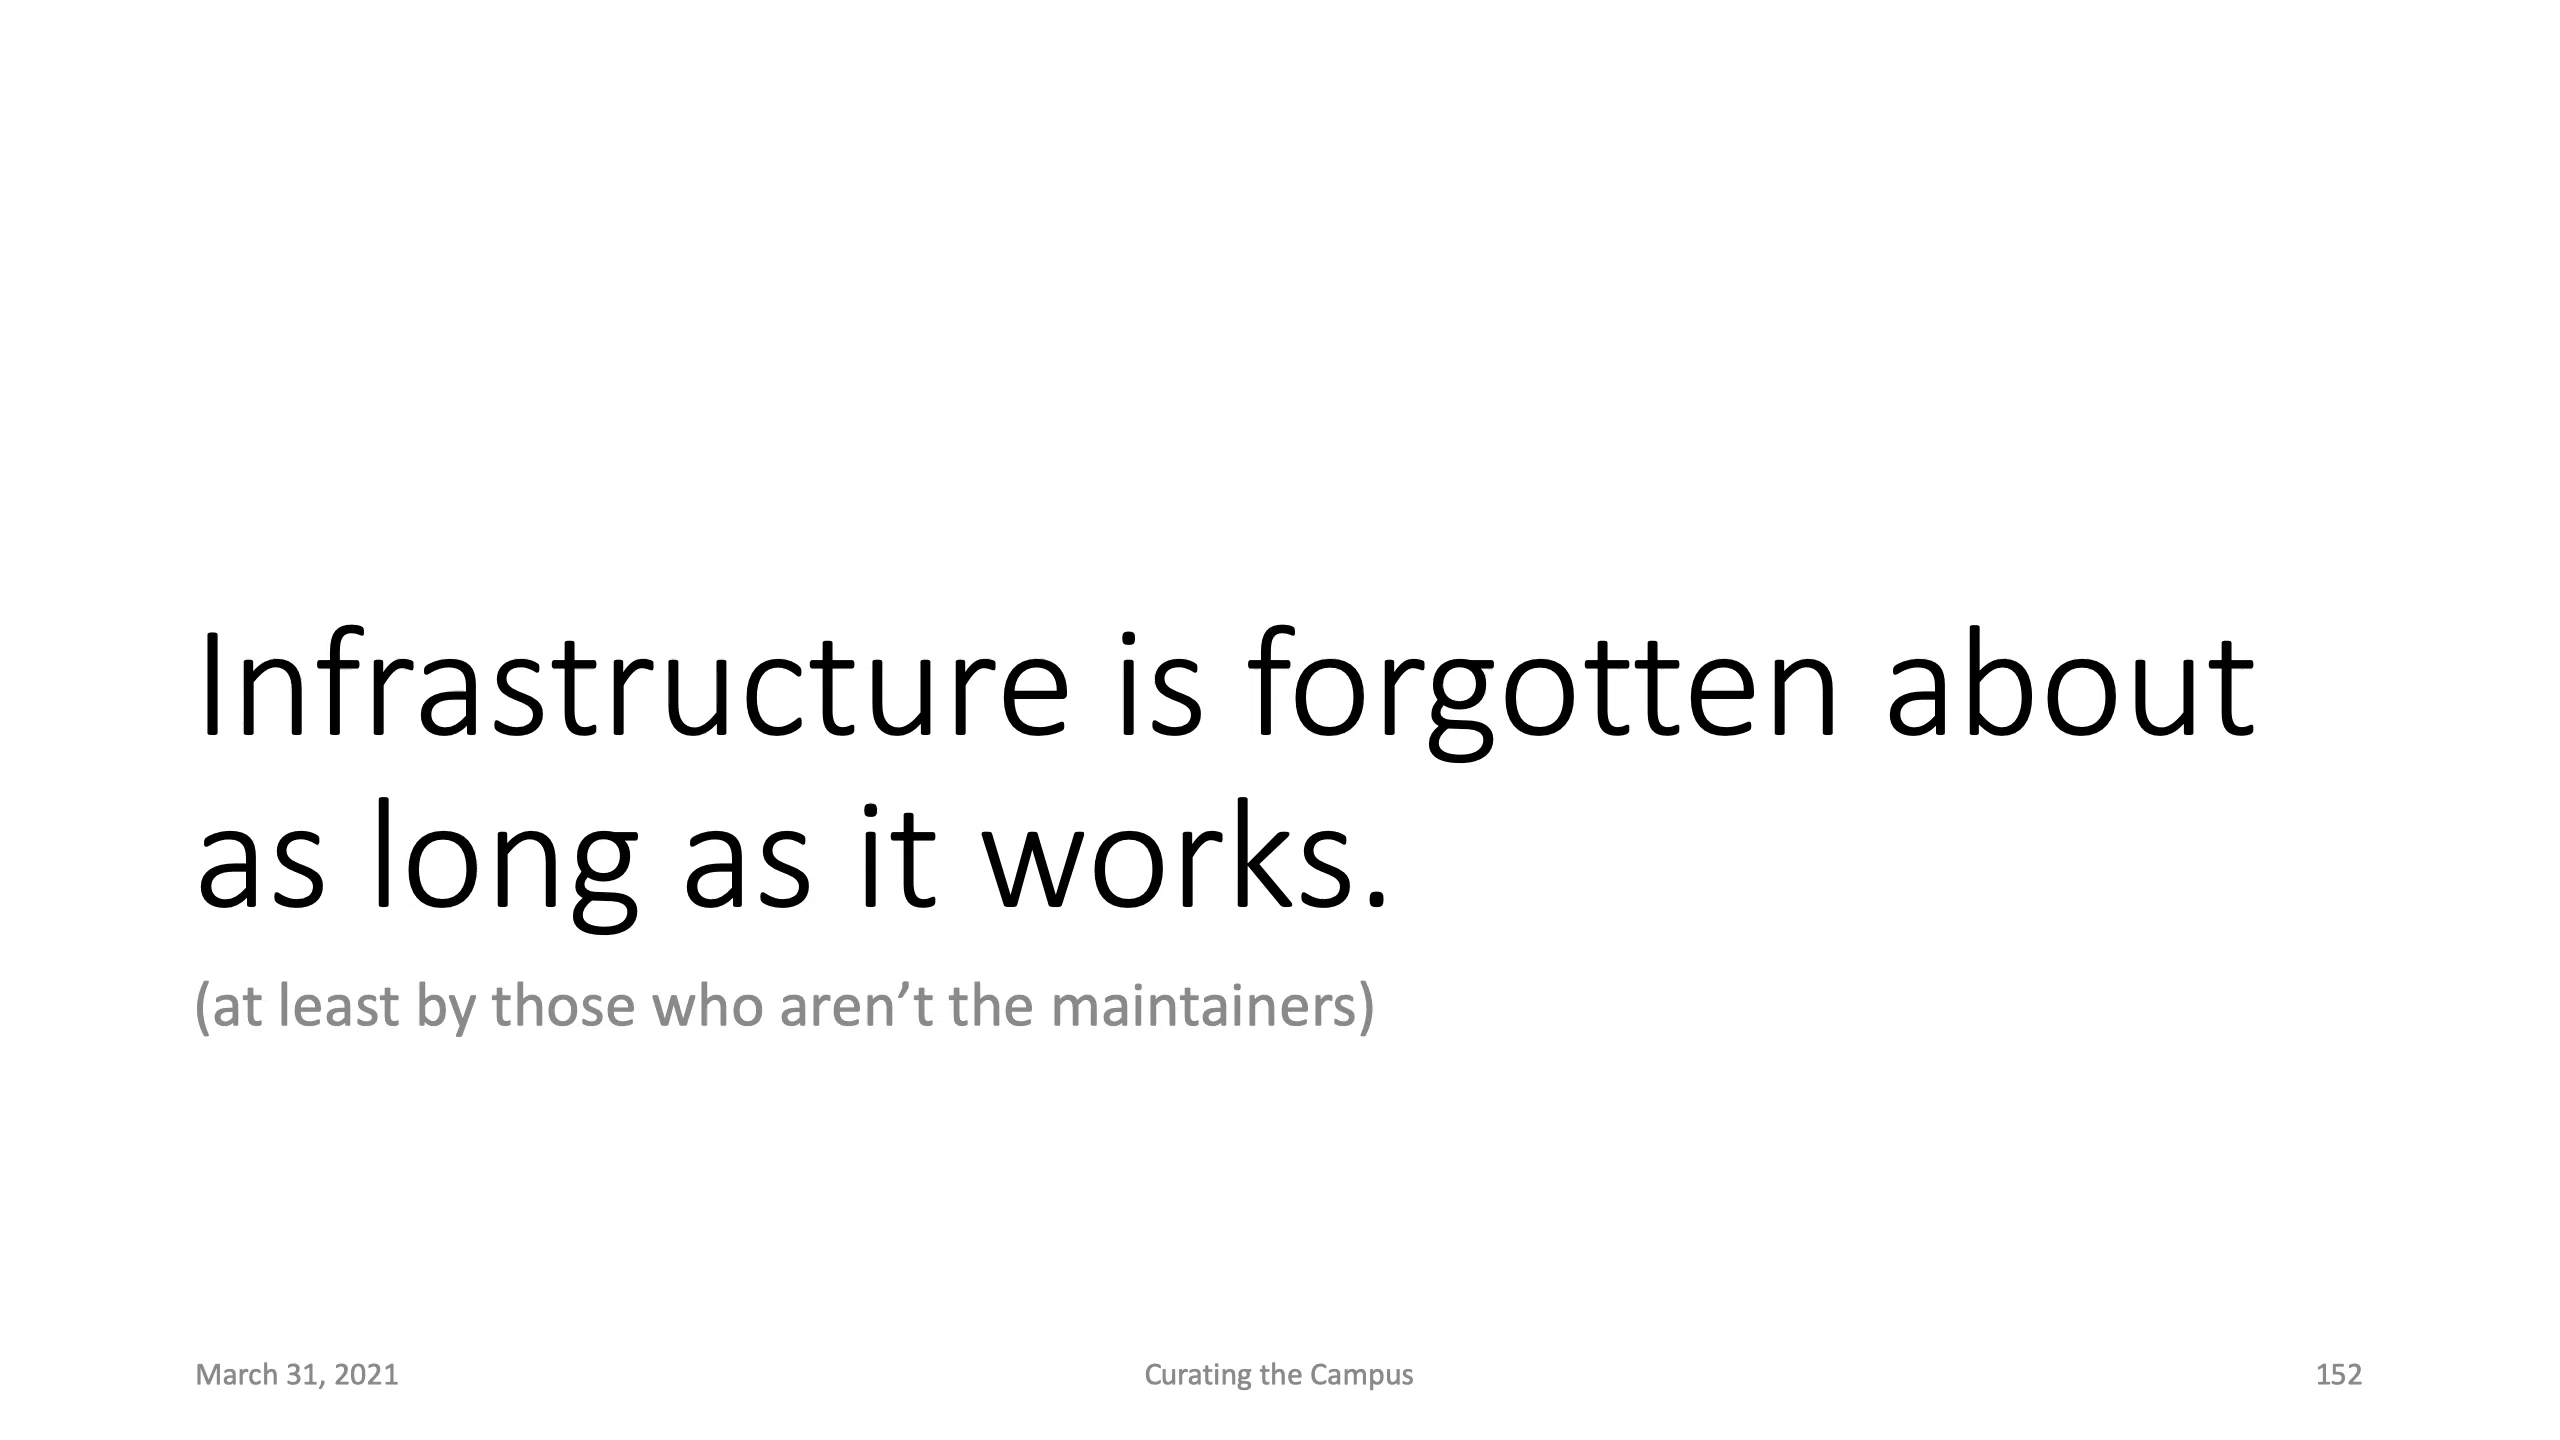 Infrastructure is forgotten about
as long as it works.
(at least by those who aren’t the maintainers)
March 31, 2021
Curating the Campus
152